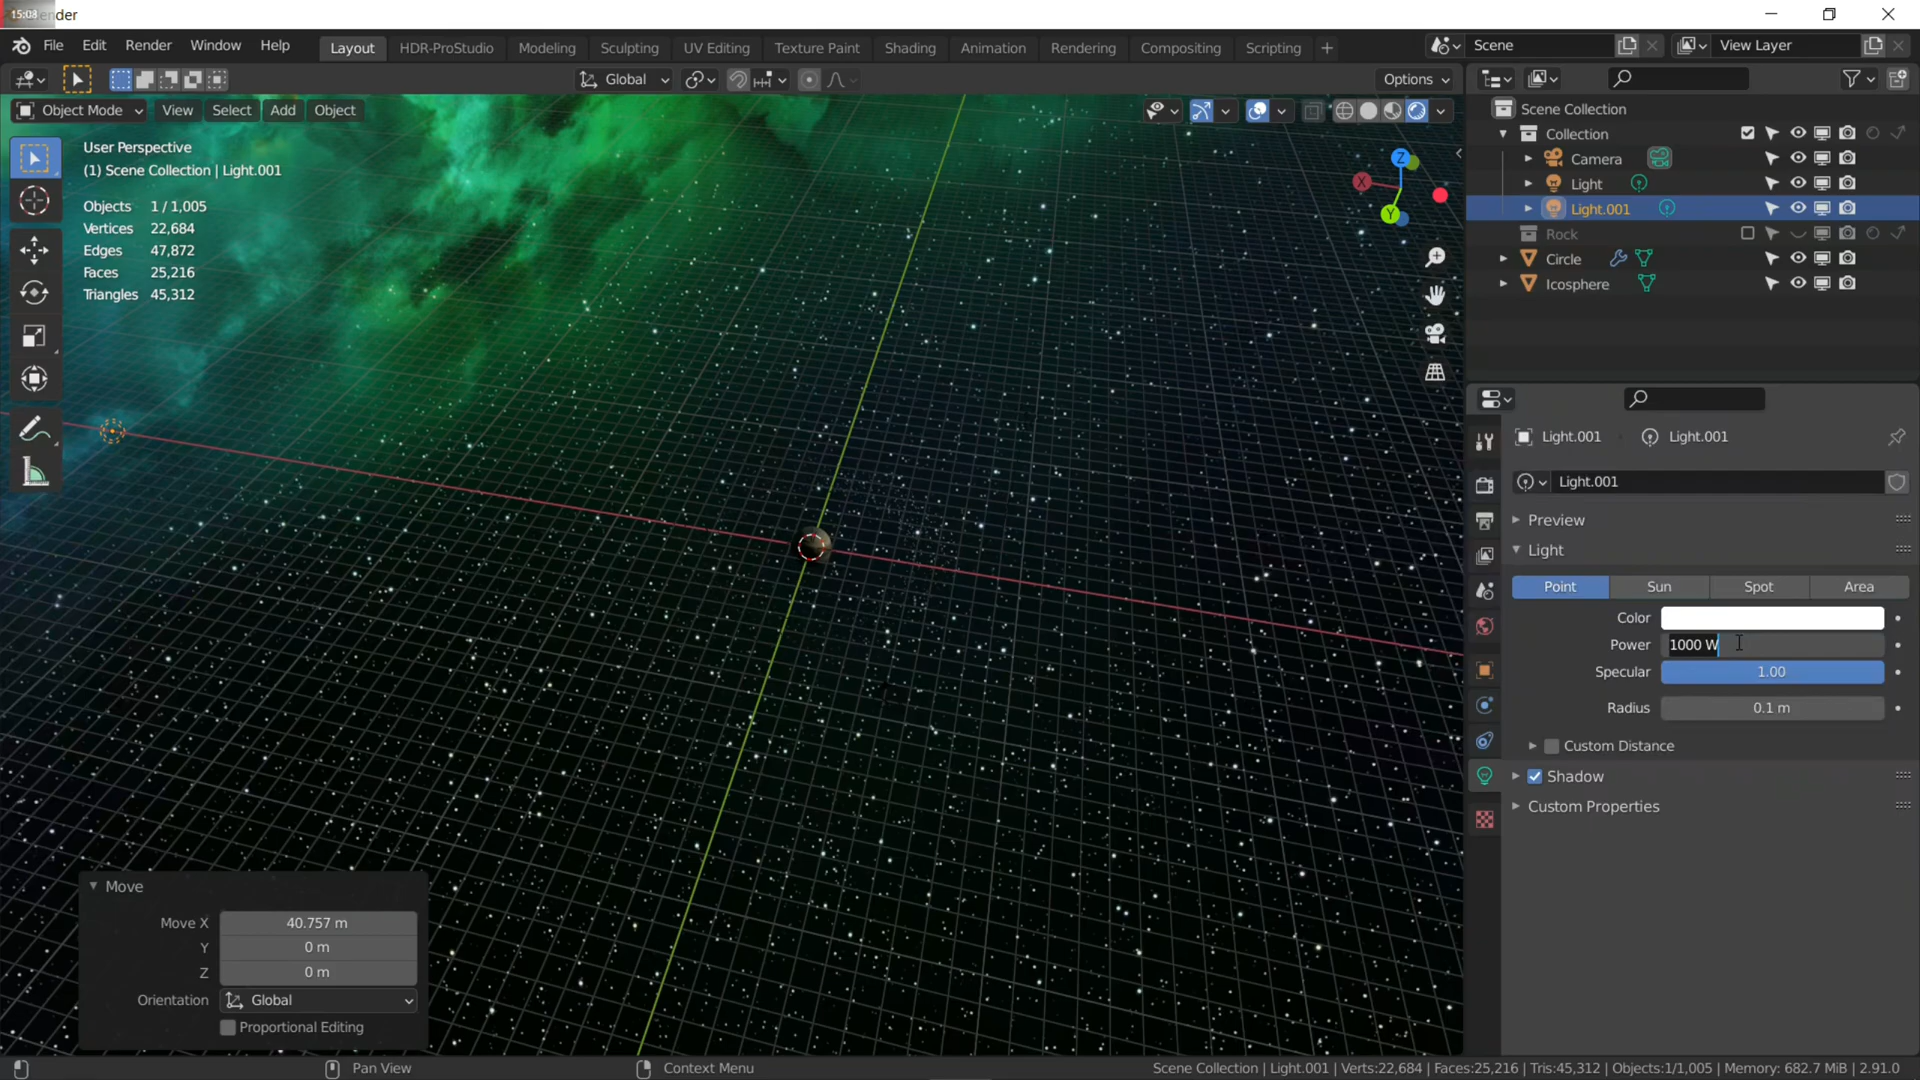 15:08 ender
File Edit Render Window Help Layout HDR-ProStudio Modeling Sculpting UV Editing Texture Paint Shading Animation Rendering Compositing Scripting + Scene View Layer
Global Options
Object Mode View Select Add Object
User Perspective
(1) Scene Collection | Light.001
Objects 1 / 1,005
Vertices 22,684
Edges 47,872
Faces 25,216
Triangles 45,312
Z
X
Y
Scene Collection
Collection
Camera
Light
Light.001
Rock
Circle
Icosphere
Light.001 Light.001
Light.001
Preview
Light
Point Sun Spot Area
Color
Power 1000 W
Specular 1.00
Radius 0.1 m
Custom Distance
Shadow
Custom Properties
Move
Move X 40.757 m
Y 0 m
Z 0 m
Orientation Global
Proportional Editing
Pan View Context Menu Scene Collection | Light.001 | Verts:22,684 | Faces:25,216 | Tris:45,312 | Objects:1/1,005 | Memory: 682.7 MiB | 2.91.0